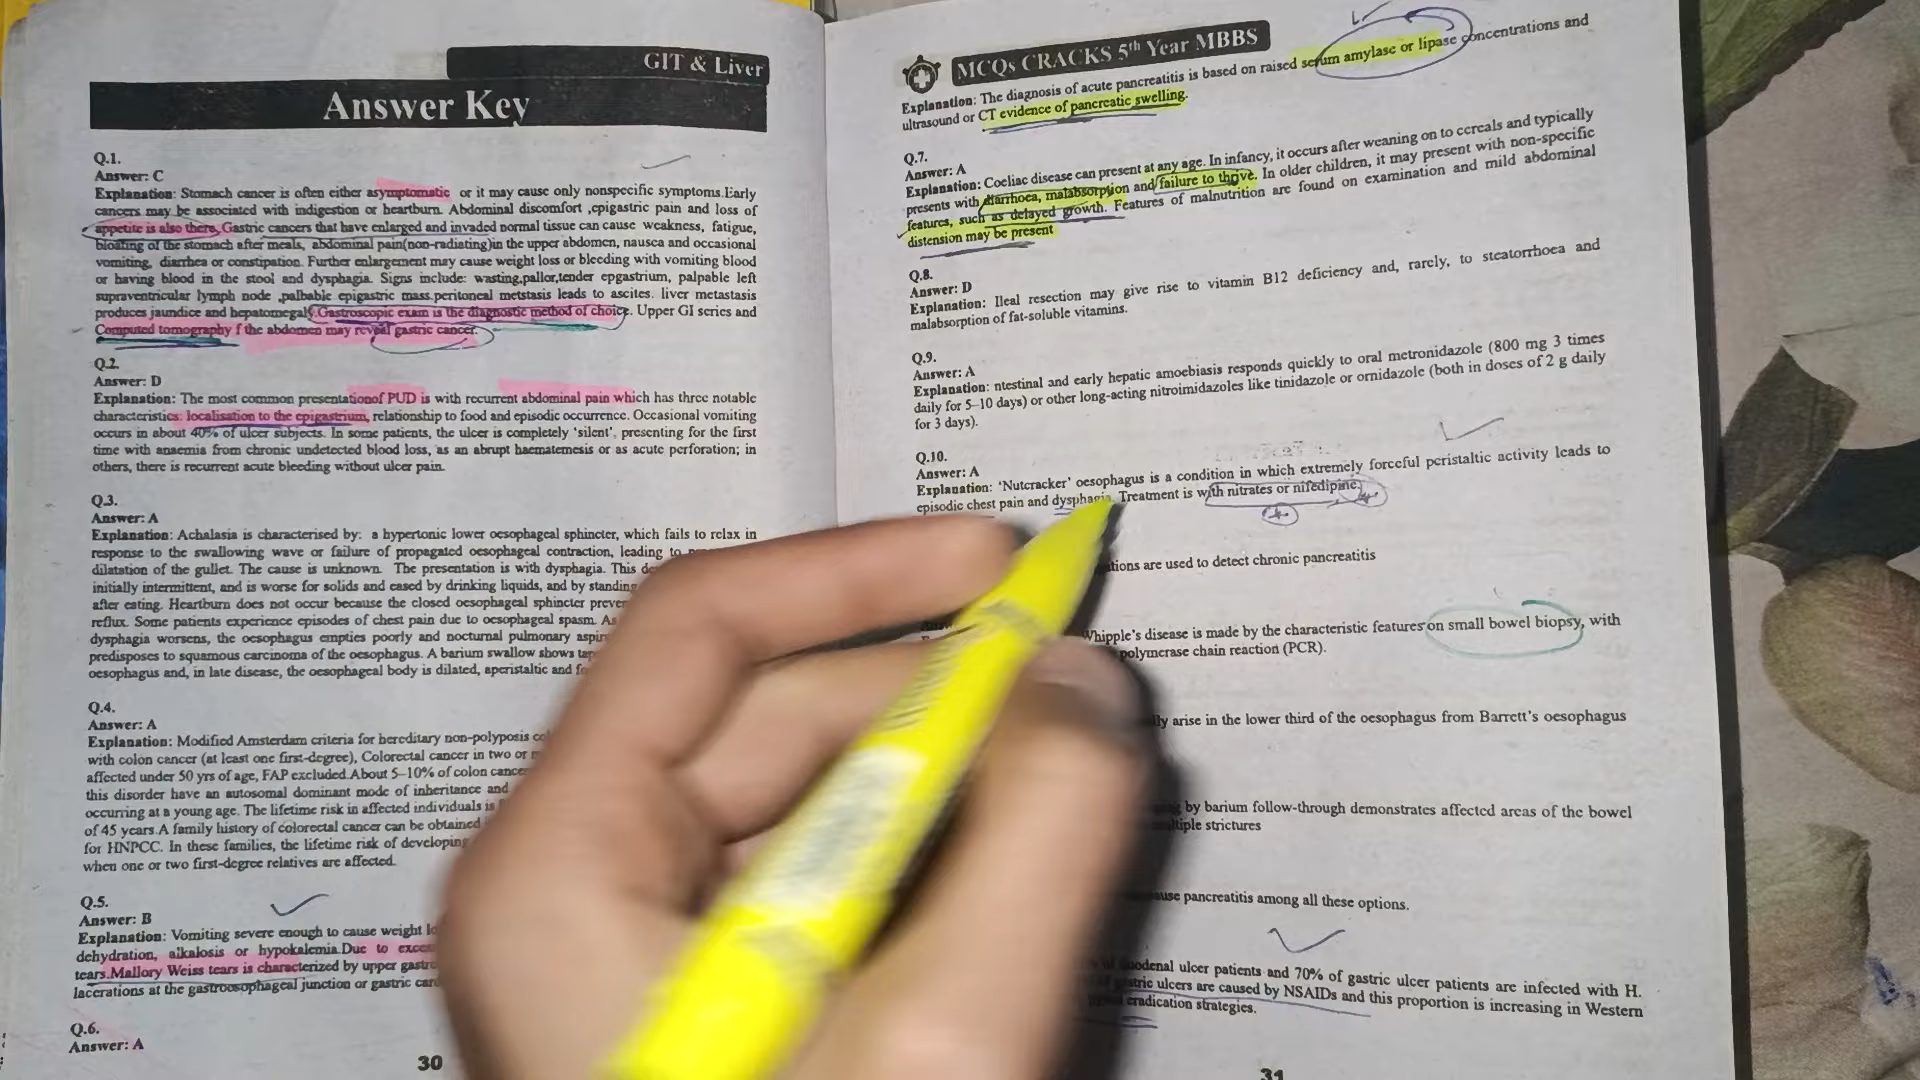 GIT & Liver
Answer Key
Q.1.
Answer: C
Explanation: Stomach cancer is often either asymptomatic or it may cause only nonspecific symptoms.Early
cancers may be associated with indigestion or heartburn. Abdominal discomfort ,epigastric pain and loss of
appetite is also there. Gastric cancers that have enlarged and invaded normal tissue can cause weakness, fatigue,
bloating of the stomach after meals, abdominal pain(non-radiating)in the upper abdomen, nausea and occasional
vomiting, diarrhea or constipation. Further enlargement may cause weight loss or bleeding with vomiting blood
or having blood in the stool and dysphagia. Signs include: wasting,pallor,tender epgastrium, palpable left
supraventricular lymph node ,palbable epigastric mass.peritoneal metstasis leads to ascites. liver metastasis
produces jaundice and hepatomegaly. Gastroscopic exam is the diagnostic method of choice. Upper GI series and
Computed tomography f the abdomen may reveal gastric cancer.
Q.2.
Answer: D
Explanation: The most common presentationof PUD is with recurrent abdominal pain which has three notable
characteristics: localisation to the epigastrium, relationship to food and episodic occurrence. Occasional vomiting
occurs in about 40% of ulcer subjects. In some patients, the ulcer is completely ‘silent’, presenting for the first
time with anaemia from chronic undetected blood loss, as an abrupt haematemesis or as acute perforation; in
others, there is recurrent acute bleeding without ulcer pain.
Q.3.
Answer: A
Explanation: Achalasia is characterised by: a hypertonic lower oesophageal sphincter, which fails to relax in
response to the swallowing wave or failure of propagated oesophageal contraction, leading to
dilatation of the gullet. The cause is unknown. The presentation is with dysphagia. This
initially intermittent, and is worse for solids and eased by drinking liquids, and by standing
after eating. Heartburn does not occur because the closed oesophageal sphincter
reflux. Some patients experience episodes of chest pain due to oesophageal spasm.
dysphagia worsens, the oesophagus empties poorly and nocturnal pulmonary
predisposes to squamous carcinoma of the oesophagus. A barium swallow shows
oesophagus and, in late disease, the oesophageal body is dilated, aperistaltic and
Q.4.
Answer: A
Explanation: Modified Amsterdam criteria for hereditary non-polyposis
with colon cancer (at least one first-degree), Colorectal cancer in two or
affected under 50 yrs of age, FAP excluded.About 5–10% of colon
this disorder have an autosomal dominant mode of inheritance and
occurring at a young age. The lifetime risk in affected individuals is
of 45 years.A family history of colorectal cancer can be obtained
for HNPCC. In these families, the lifetime risk of developing
when one or two first-degree relatives are affected.
Q.5.
Answer: B
Explanation: Vomiting severe enough to cause weight
dehydration, alkalosis or hypokalemia.Due to
tears.Mallory Weiss tears is characterized by upper
lacerations at the gastroesophageal junction or gastric
Q.6.
Answer: A
30
MCQs CRACKS 5th Year MBBS
Explanation: The diagnosis of acute pancreatitis is based on raised serum amylase or lipase concentrations and
ultrasound or CT evidence of pancreatic swelling.
Q.7.
Answer: A
Explanation: Coeliac disease can present at any age. In infancy, it occurs after weaning on to cereals and typically
presents with diarrhoea, malabsorption and failure to thrive. In older children, it may present with non-specific
features, such as delayed growth. Features of malnutrition are found on examination and mild abdominal
distension may be present
Q.8.
Answer: D
Explanation: Ileal resection may give rise to vitamin B12 deficiency and, rarely, to steatorrhoea and
malabsorption of fat-soluble vitamins.
Q.9.
Answer: A
Explanation: ntestinal and early hepatic amoebiasis responds quickly to oral metronidazole (800 mg 3 times
daily for 5–10 days) or other long-acting nitroimidazoles like tinidazole or ornidazole (both in doses of 2 g daily
for 3 days).
Q.10.
Answer: A
Explanation: ‘Nutcracker’ oesophagus is a condition in which extremely forceful peristaltic activity leads to
episodic chest pain and dysphagia. Treatment is with nitrates or nifedipine.
are used to detect chronic pancreatitis
Whipple’s disease is made by the characteristic features on small bowel biopsy, with
polymerase chain reaction (PCR).
arise in the lower third of the oesophagus from Barrett’s oesophagus
by barium follow-through demonstrates affected areas of the bowel
strictures
pancreatitis among all these options.
duodenal ulcer patients and 70% of gastric ulcer patients are infected with H.
gastric ulcers are caused by NSAIDs and this proportion is increasing in Western
eradication strategies.
31